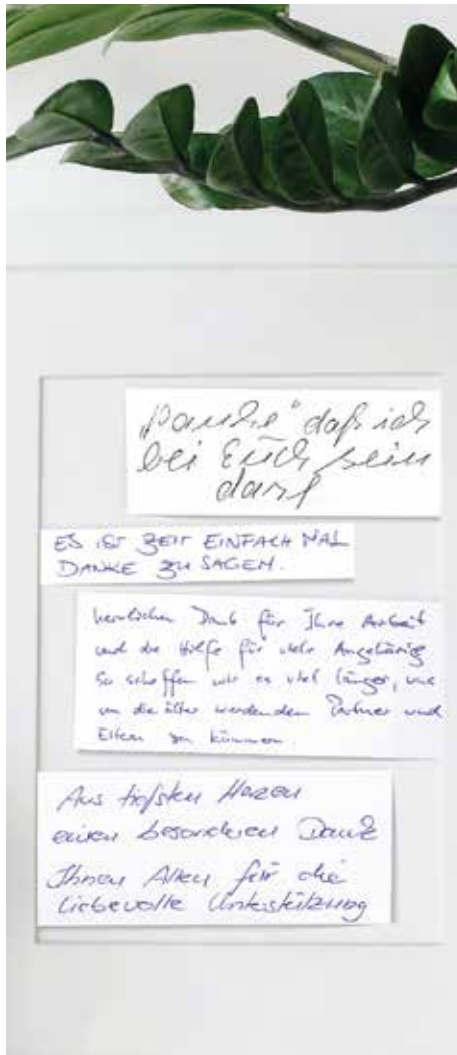 „Danke“ daß ich
bei Euch sein
darf
ES IST ZEIT EINFACH MAL
DANKE ZU SAGEN.
herzlichen Dank für Ihre Arbeit
und die Hilfe für viele Angehörige
So schaffen wir es viel länger, uns
um die älter werdenden Partner und
Eltern zu kümmern.
Aus tiefsten Herzen
einen besonderen Dank
Ihnen Allen für die
liebevolle Unterstützung